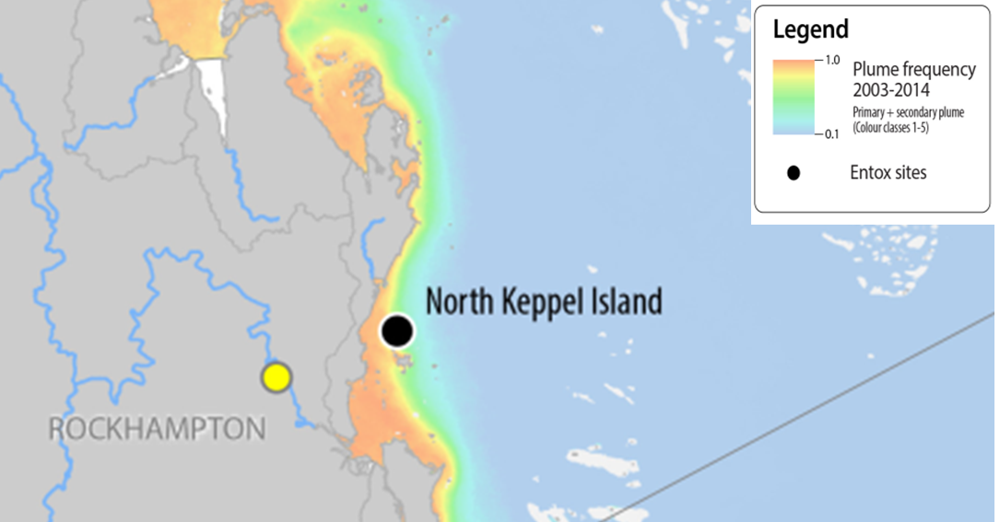 Legend
1.0
Plume frequency
2003-2014
Primary + secondary plume
(Colour classes 1-5)
0.1
Entox sites
North Keppel Island
ROCKHAMPTON